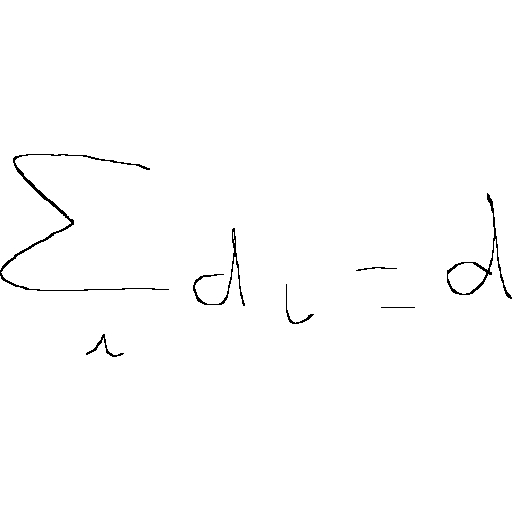 \sum_{i} d_{i} = d